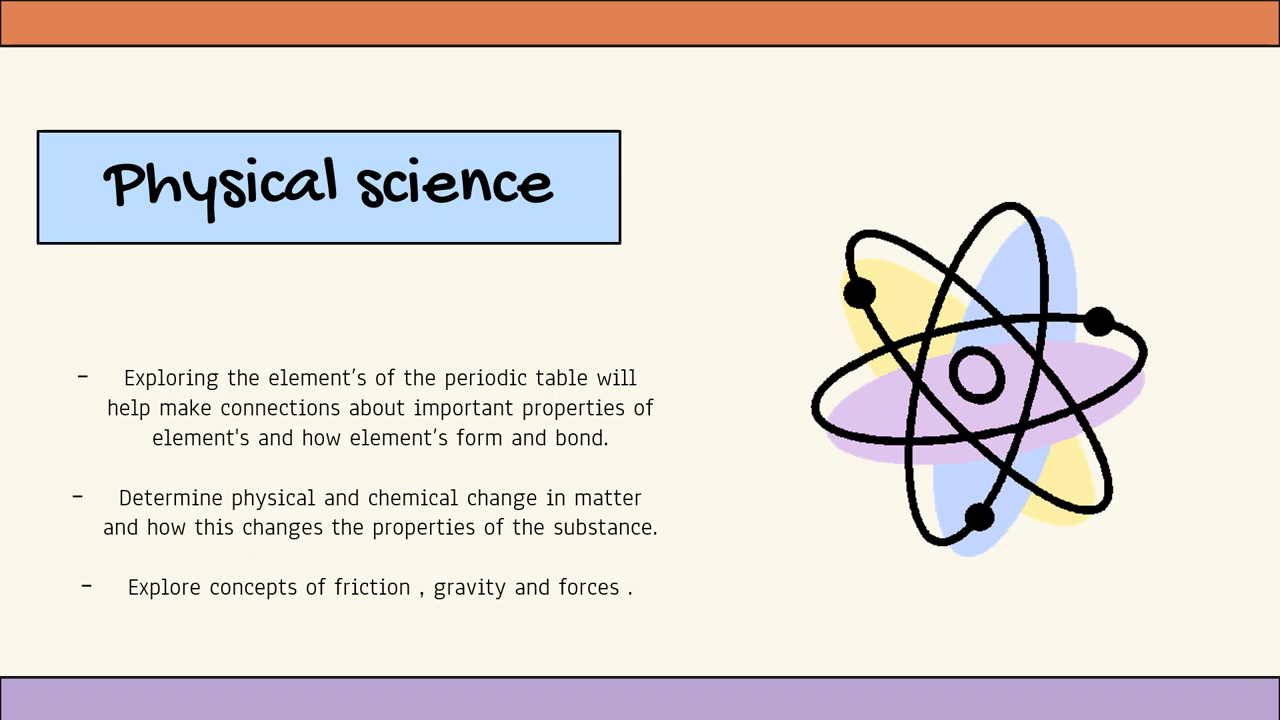 Physical science
- Exploring the element’s of the periodic table will
help make connections about important properties of
element's and how element’s form and bond.
- Determine physical and chemical change in matter
and how this changes the properties of the substance.
- Explore concepts of friction , gravity and forces .